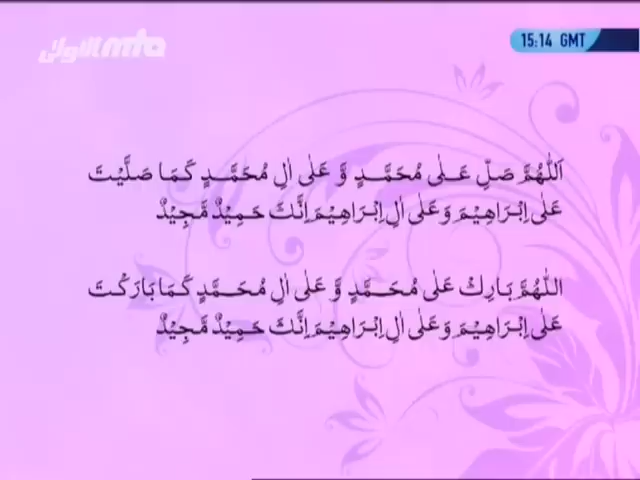 mta الاولى
15:14 GMT
اَللّٰهُمَّ صَلِّ عَلٰى مُحَمَّدٍ وَّ عَلٰى اٰلِ مُحَمَّدٍ كَمَا صَلَّيْتَ
عَلٰى اِبْرَاهِيْمَ وَعَلٰى اٰلِ اِبْرَاهِيْمَ اِنَّكَ حَمِيْدٌ مَّجِيْدٌ
اَللّٰهُمَّ بَارِكْ عَلٰى مُحَمَّدٍ وَّ عَلٰى اٰلِ مُحَمَّدٍ كَمَا بَارَكْتَ
عَلٰى اِبْرَاهِيْمَ وَعَلٰى اٰلِ اِبْرَاهِيْمَ اِنَّكَ حَمِيْدٌ مَّجِيْدٌ